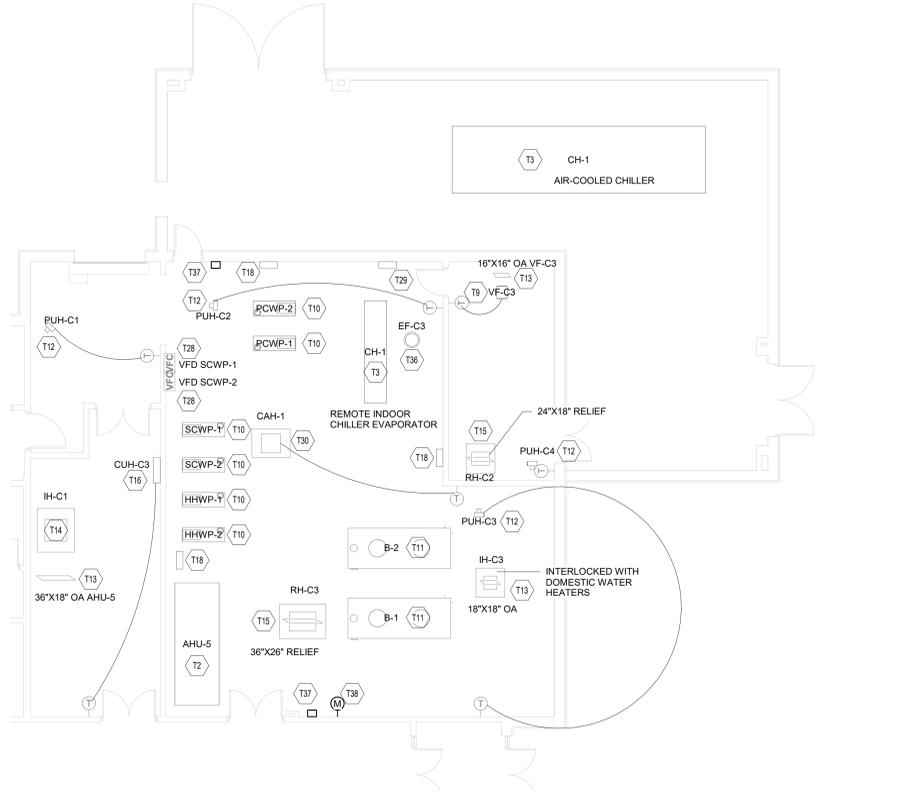 T3
CH-1
AIR-COOLED CHILLER
16"X16" OA VF-C3
T37
T18
T29
T13
T9
VF-C3
T12
PUH-C2
PCWP-2
T10
T
T
PUH-C1
T12
EF-C3
T36
PCWP-1
T10
T28
T
CH-1
T3
VFC
VFC
VFD SCWP-1
VFD SCWP-2
T28
CAH-1
REMOTE INDOOR
CHILLER EVAPORATOR
24"X18" RELIEF
SCWP-1
T10
T30
T15
T18
PUH-C4
T12
T
RH-C2
CUH-C3
T16
SCWP-2
T10
IH-C1
T14
HHWP-1
T10
T
PUH-C3
T12
HHWP-2
T10
B-2
T11
T18
IH-C3
INTERLOCKED WITH
DOMESTIC WATER
HEATERS
T13
18"X18" OA
T13
36"X18" OA AHU-5
RH-C3
T15
36"X26" RELIEF
B-1
T11
AHU-5
T2
T
T37
M
T38
T